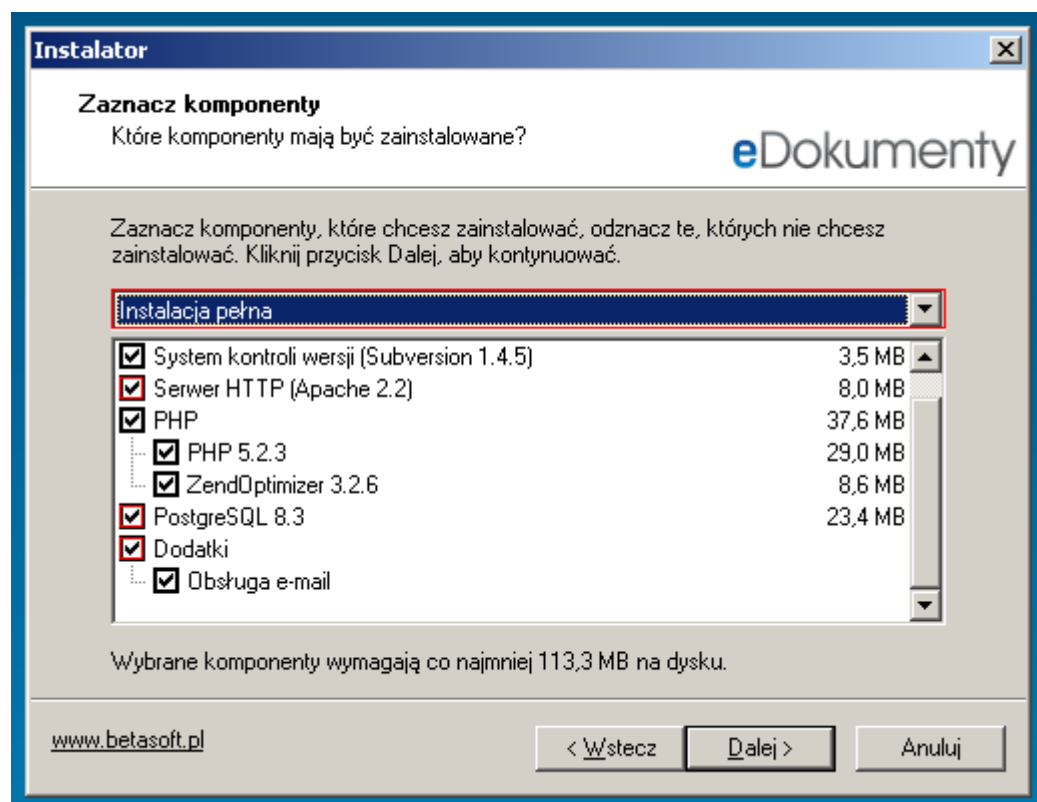 Instalator
Zaznacz komponenty
Które komponenty mają być zainstalowane?
eDokumenty
Zaznacz komponenty, które chcesz zainstalować, odznacz te, których nie chcesz
zainstalować. Kliknij przycisk Dalej, aby kontynuować.
Instalacja pełna
System kontroli wersji (Subversion 1.4.5) 3,5 MB
Serwer HTTP (Apache 2.2) 8,0 MB
PHP 37,6 MB
PHP 5.2.3 29,0 MB
ZendOptimizer 3.2.6 8,6 MB
PostgreSQL 8.3 23,4 MB
Dodatki
Obsługa e-mail
Wybrane komponenty wymagają co najmniej 113,3 MB na dysku.
www.betasoft.pl < Wstecz Dalej > Anuluj